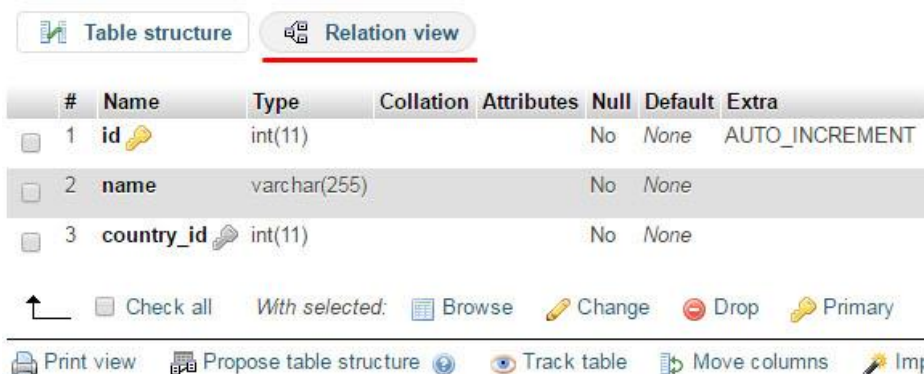 Table structure Relation view
# Name Type Collation Attributes Null Default Extra
1 id int(11) No None AUTO_INCREMENT
2 name varchar(255) No None
3 country_id int(11) No None
Check all With selected: Browse Change Drop Primary
Print view Propose table structure Track table Move columns